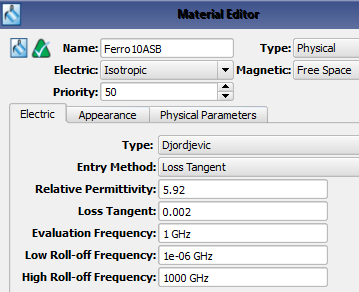 Material Editor
Name: Ferro10ASB Type: Physical
Electric: Isotropic Magnetic: Free Space
Priority: 50
Electric Appearance Physical Parameters
Type: Djordjevic
Entry Method: Loss Tangent
Relative Permittivity: 5.92
Loss Tangent: 0.002
Evaluation Frequency: 1 GHz
Low Roll-off Frequency: 1e-06 GHz
High Roll-off Frequency: 1000 GHz